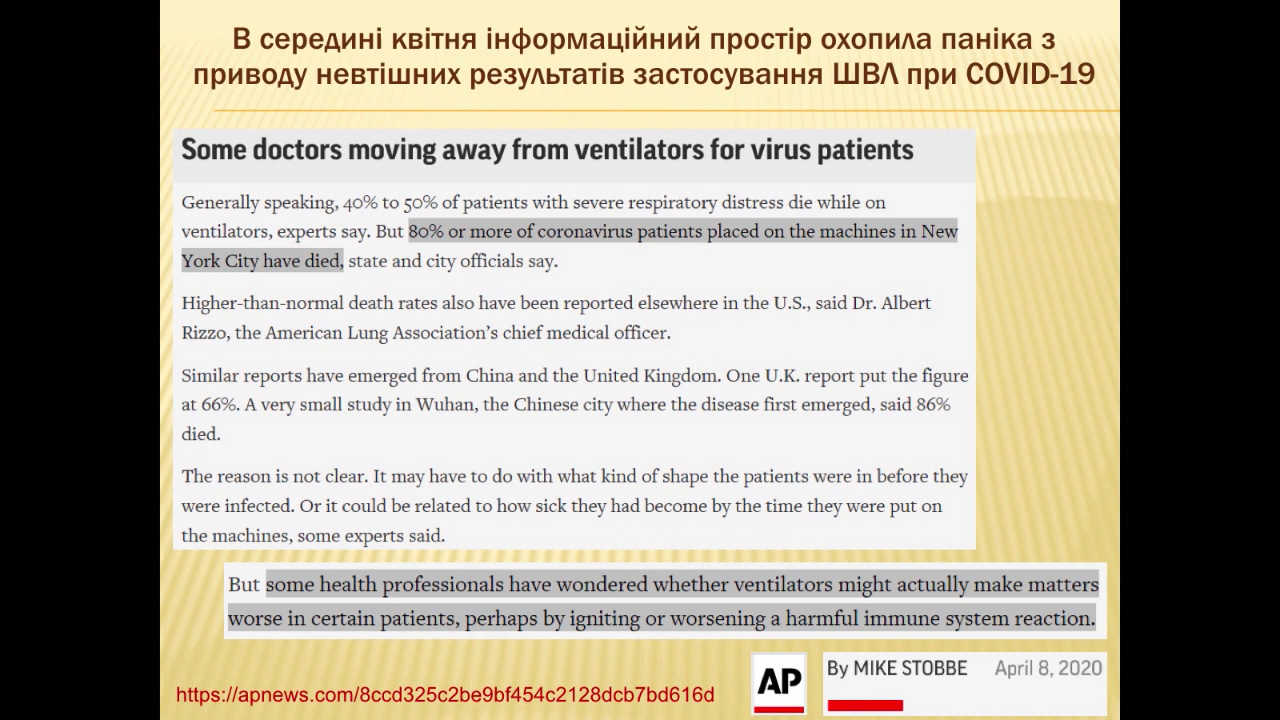 В середині квітня інформаційний простір охопила паніка з
приводу невтішних результатів застосування ШВЛ при COVID-19
Some doctors moving away from ventilators for virus patients
Generally speaking, 40% to 50% of patients with severe respiratory distress die while on
ventilators, experts say. But 80% or more of coronavirus patients placed on the machines in New
York City have died, state and city officials say.
Higher-than-normal death rates also have been reported elsewhere in the U.S., said Dr. Albert
Rizzo, the American Lung Association’s chief medical officer.
Similar reports have emerged from China and the United Kingdom. One U.K. report put the figure
at 66%. A very small study in Wuhan, the Chinese city where the disease first emerged, said 86%
died.
The reason is not clear. It may have to do with what kind of shape the patients were in before they
were infected. Or it could be related to how sick they had become by the time they were put on
the machines, some experts said.
But some health professionals have wondered whether ventilators might actually make matters
worse in certain patients, perhaps by igniting or worsening a harmful immune system reaction.
https://apnews.com/8ccd325c2be9bf454c2128dcb7bd616d
AP
By MIKE STOBBE April 8, 2020